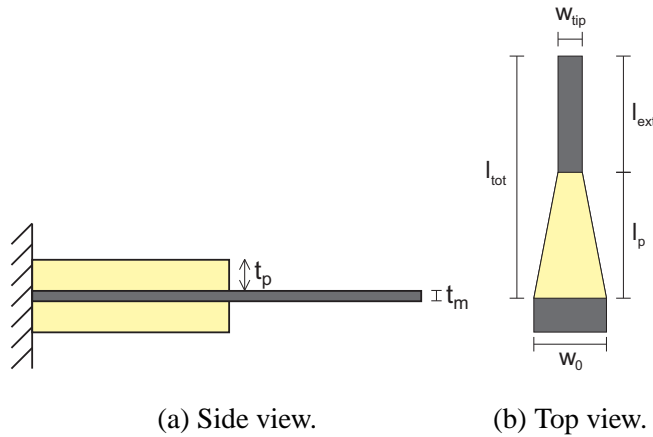 w_tip
l_ext
l_tot
l_p
t_p
t_m
w_0
(a) Side view.
(b) Top view.